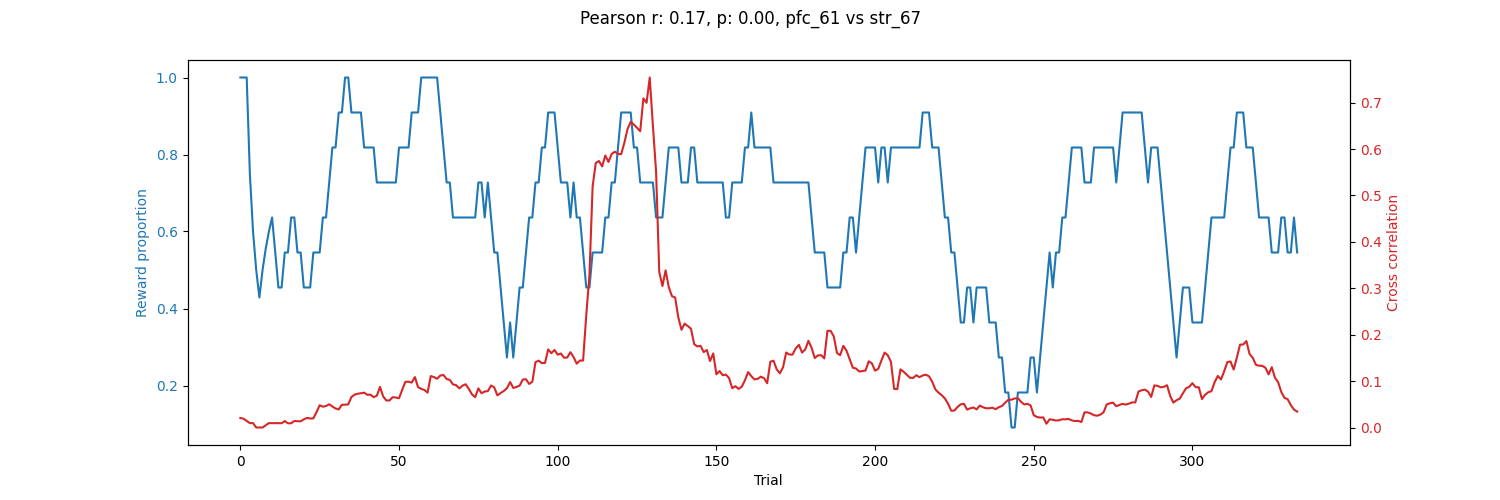 Pearson r: 0.17, p: 0.00, pfc_61 vs str_67
1.0
0.8
0.6
0.4
0.2
Reward proportion
0.7
0.6
0.5
0.4
0.3
0.2
0.1
0.0
Cross correlation
0 50 100 150 200 250 300
Trial